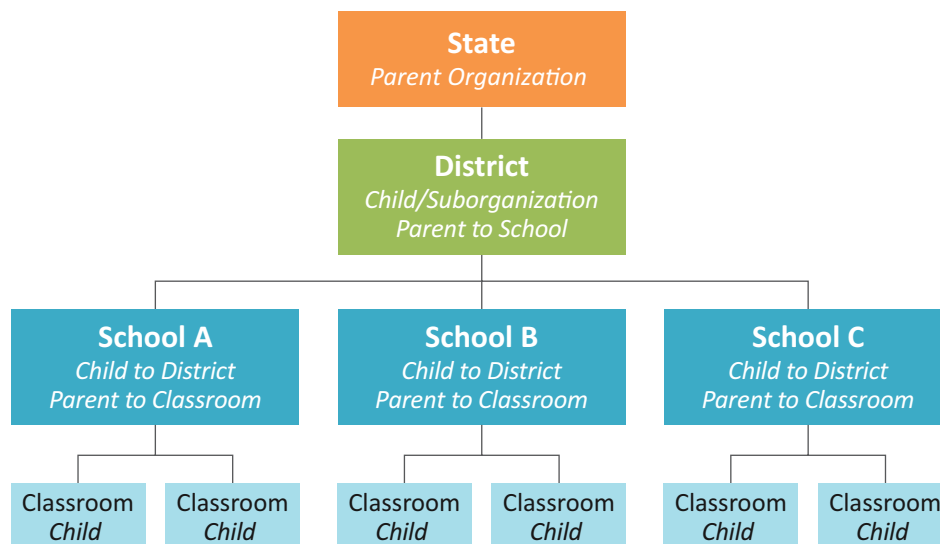 State
Parent Organization
District
Child/Suborganization
Parent to School
School A
Child to District
Parent to Classroom
School B
Child to District
Parent to Classroom
School C
Child to District
Parent to Classroom
Classroom
Child
Classroom
Child
Classroom
Child
Classroom
Child
Classroom
Child
Classroom
Child